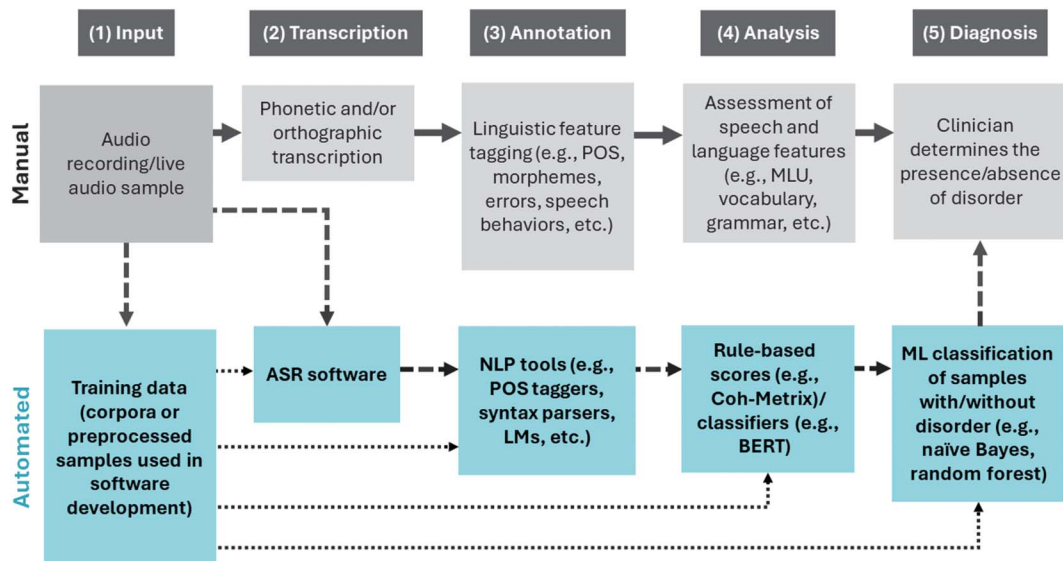 (1) Input
(2) Transcription
(3) Annotation
(4) Analysis
(5) Diagnosis
Manual
Audio
recording/live
audio sample
Phonetic and/or
orthographic
transcription
Linguistic feature
tagging (e.g., POS,
morphemes,
errors, speech
behaviors, etc.)
Assessment of
speech and
language features
(e.g., MLU,
vocabulary,
grammar, etc.)
Clinician
determines the
presence/absence
of disorder
Automated
Training data
(corpora or
preprocessed
samples used in
software
development)
ASR software
NLP tools (e.g.,
POS taggers,
syntax parsers,
LMs, etc.)
Rule-based
scores (e.g.,
Coh-Metrix)/
classifiers (e.g.,
BERT)
ML classification
of samples
with/without
disorder (e.g.,
naïve Bayes,
random forest)